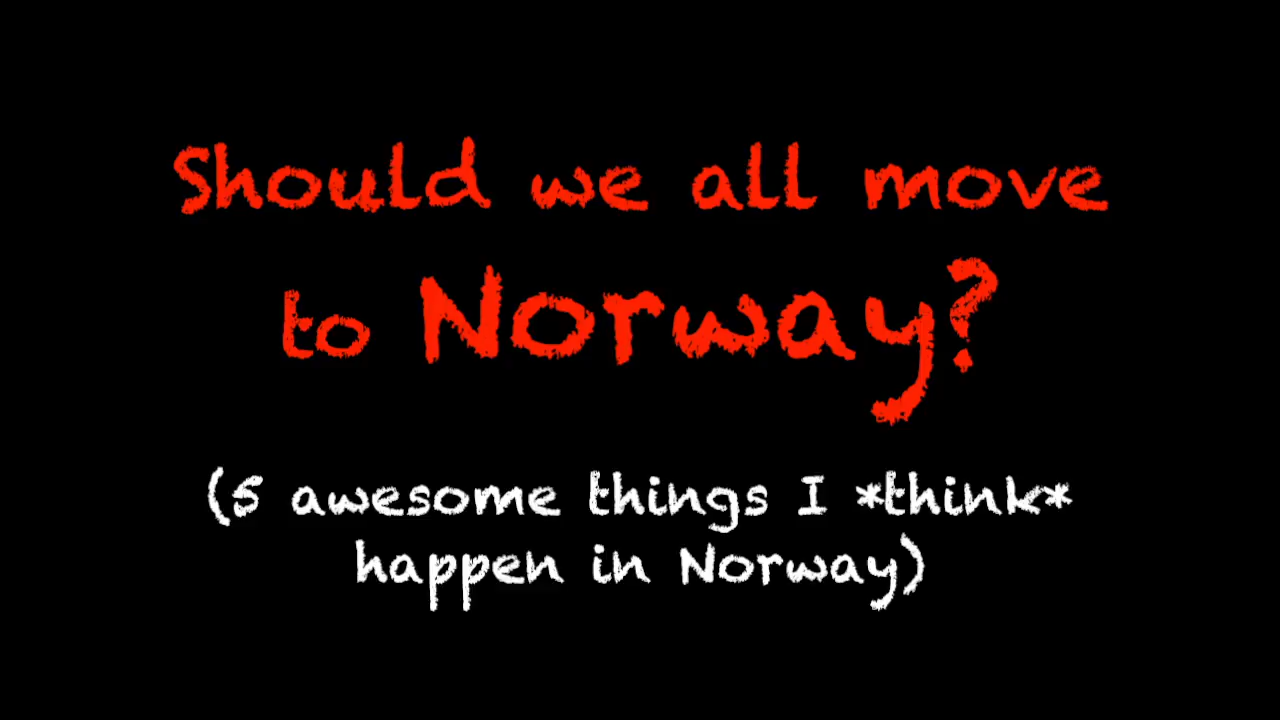 Should we all move
to Norway?
(5 awesome things I *think*
happen in Norway)